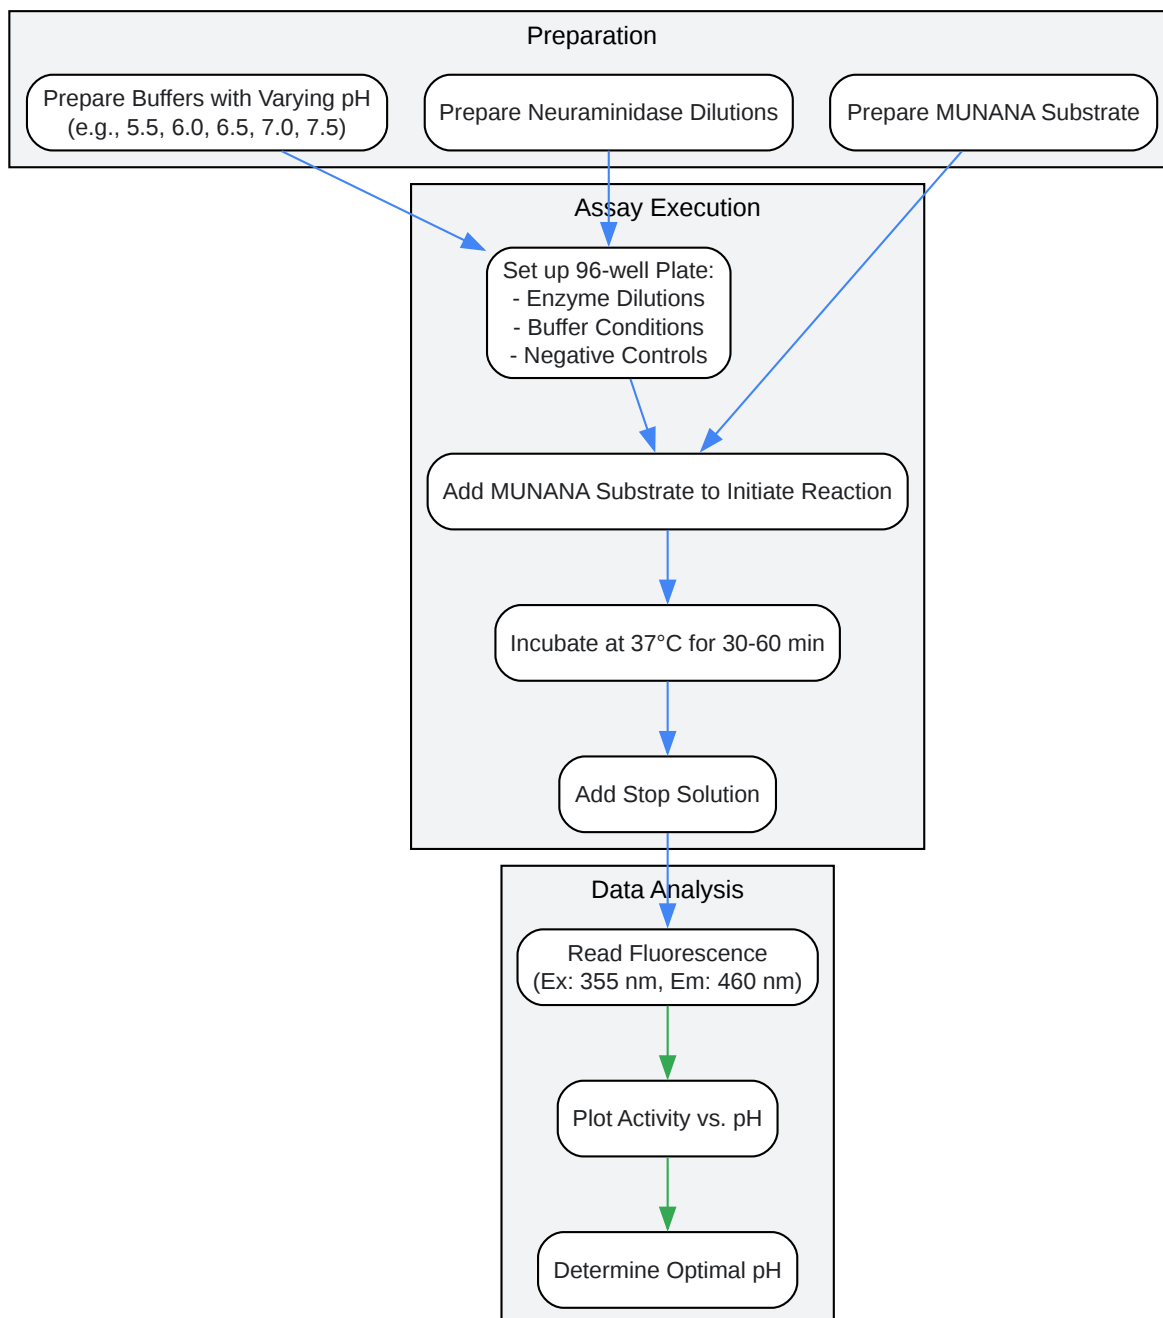 Preparation
Prepare Buffers with Varying pH
(e.g., 5.5, 6.0, 6.5, 7.0, 7.5)
Prepare Neuraminidase Dilutions
Prepare MUNANA Substrate
Assay Execution
Set up 96-well Plate:
- Enzyme Dilutions
- Buffer Conditions
- Negative Controls
Add MUNANA Substrate to Initiate Reaction
Incubate at 37°C for 30-60 min
Add Stop Solution
Data Analysis
Read Fluorescence
(Ex: 355 nm, Em: 460 nm)
Plot Activity vs. pH
Determine Optimal pH